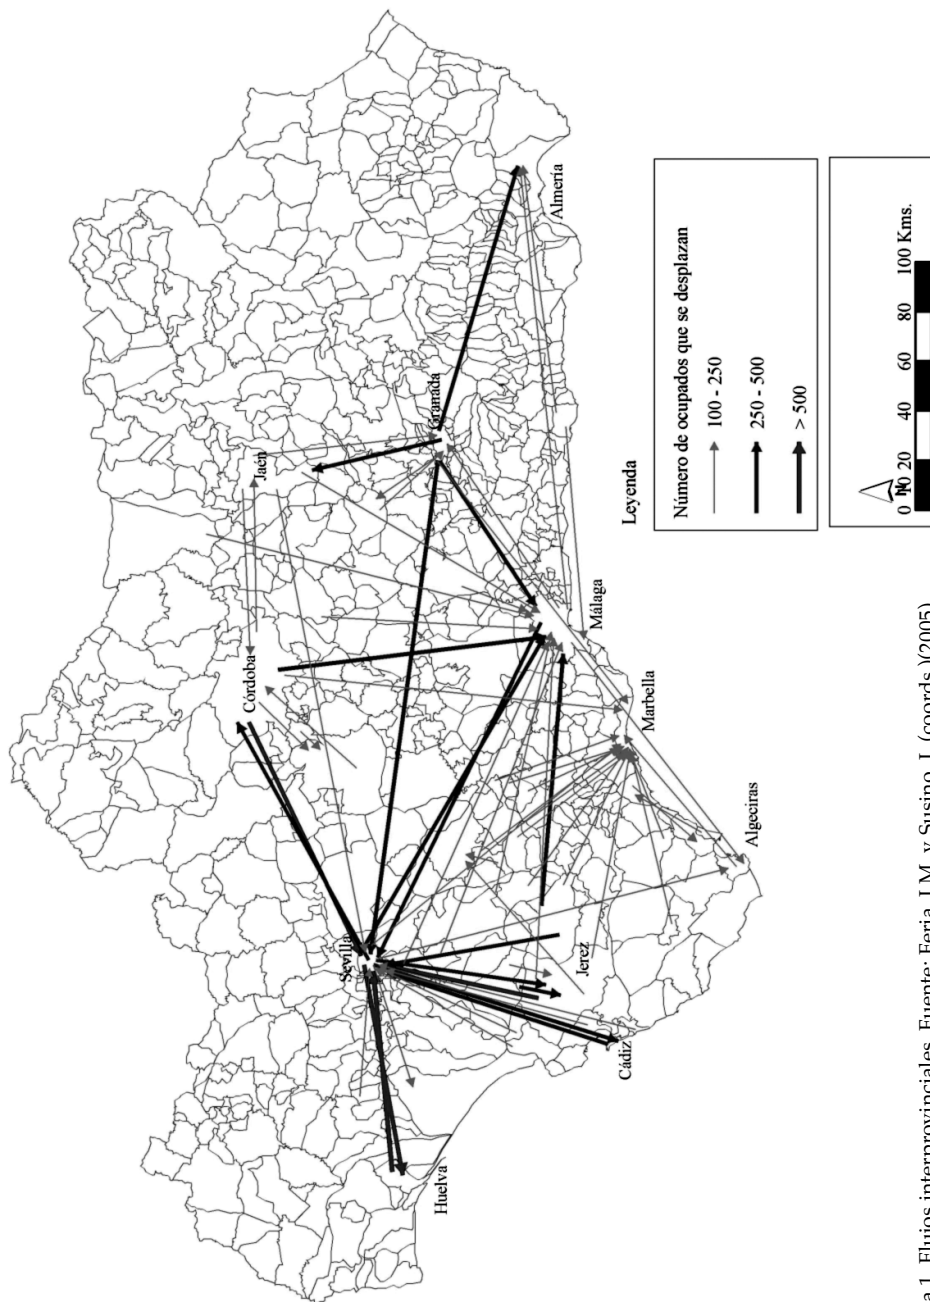 Almería
Granada
Jaén
Málaga
Córdoba
Marbella
Algeciras
Sevilla
Jerez
Cádiz
Huelva
Leyenda
Número de ocupados que se desplazan
100 - 250
250 - 500
> 500
N
0 10 20 40 60 80 100 Kms.
a 1. Flujos interprovinciales. Fuente: Feria, J.M. y Susino, J. (coords.)(2005)